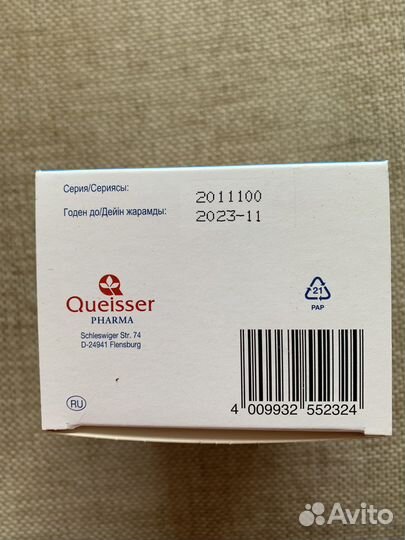 Серия/Сериясы:
2011100
Годен до/Дейін жарамды:
2023-11
Queisser
PHARMA
Schleswiger Str. 74
D-24941 Flensburg
21
PAP
RU
4 009932 552324
Avito